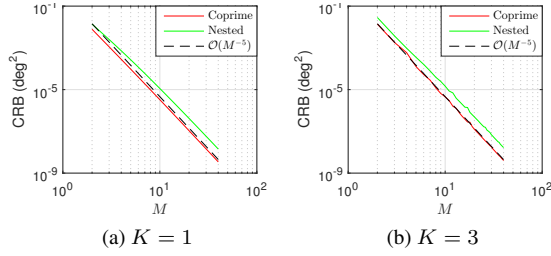 10^-1
10^-5
10^-9
CRB (deg^2)
Coprime
Nested
O(M^-5)
10^0
10^1
10^2
M
(a) K = 1
10^-1
10^-5
10^-9
CRB (deg^2)
Coprime
Nested
O(M^-5)
10^0
10^1
10^2
M
(b) K = 3